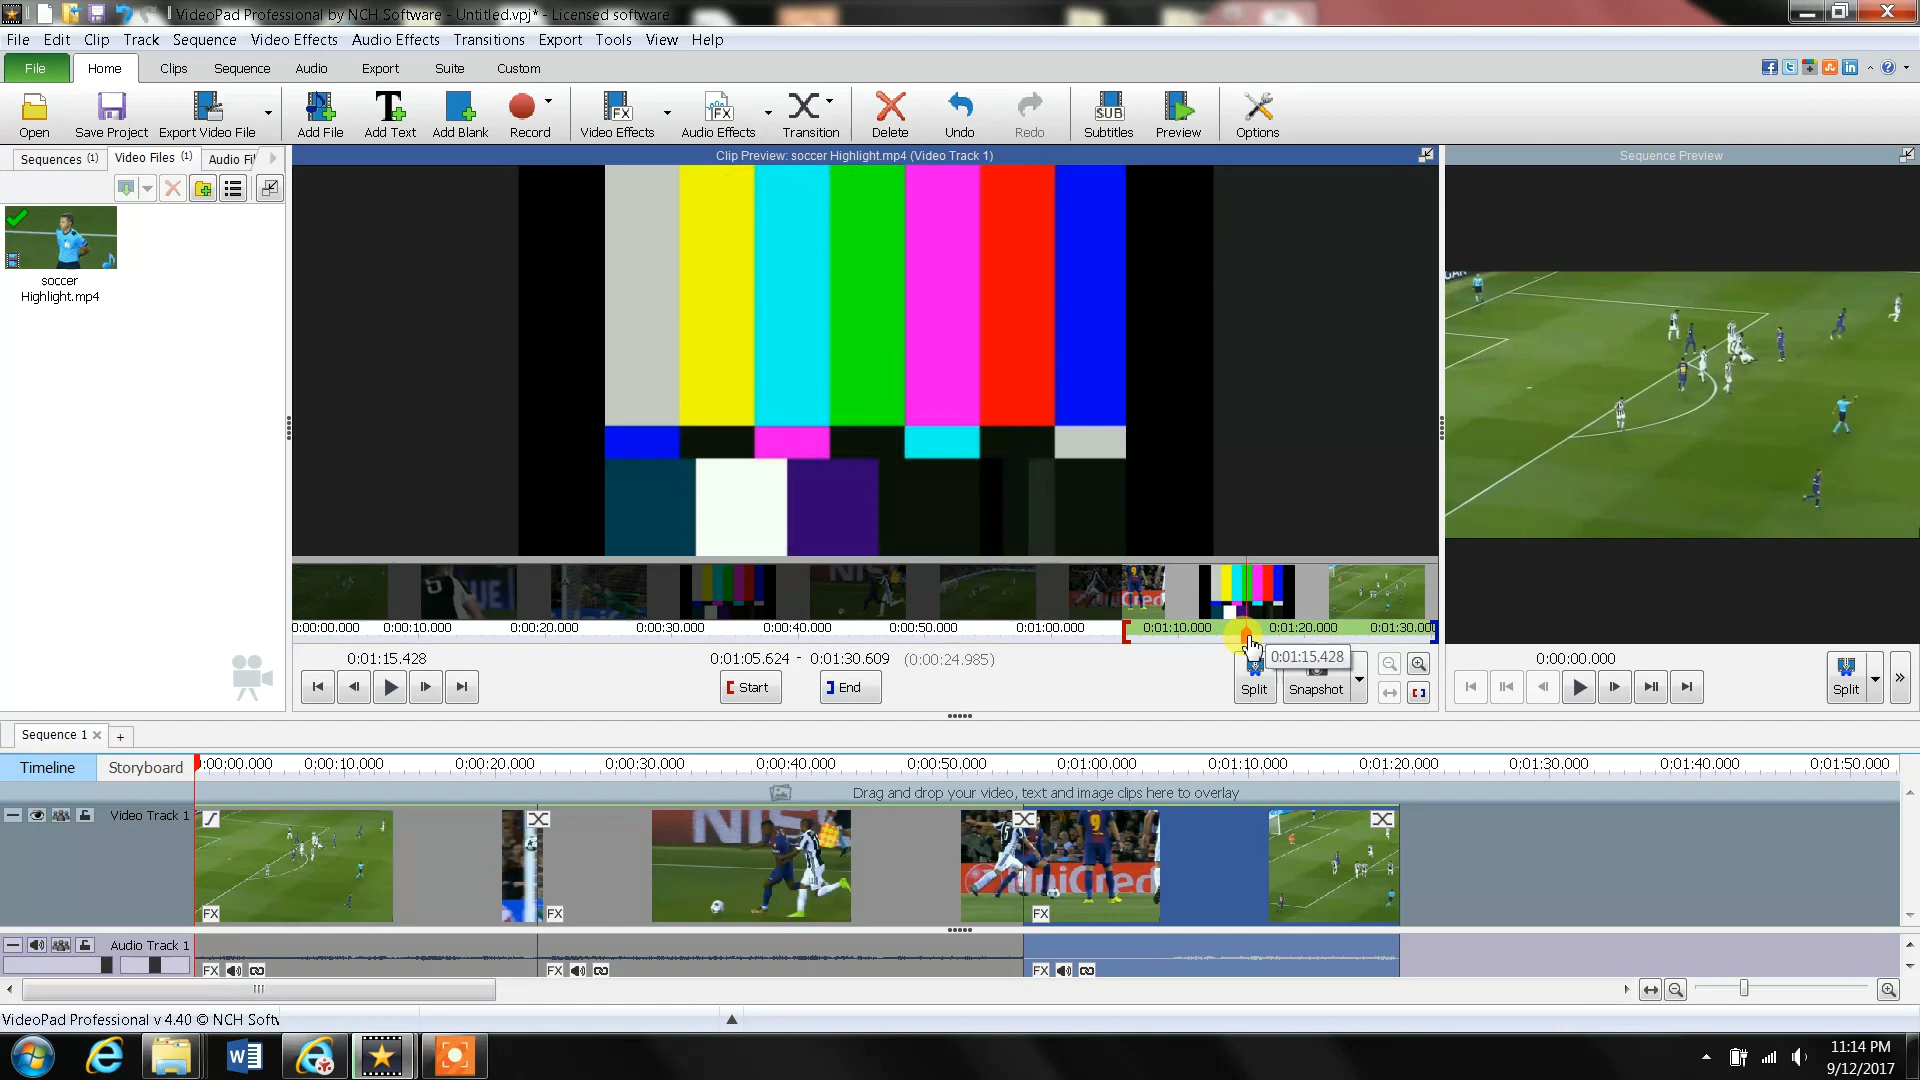 VideoPad Professional by NCH Software - Untitled.vpj* - Licensed software
File Edit Clip Track Sequence Video Effects Audio Effects Transitions Export Tools View Help
File Home Clips Sequence Audio Export Suite Custom
Open Save Project Export Video File Add File Add Text Add Blank Record Video Effects Audio Effects Transition Delete Undo Redo Subtitles Preview Options
Sequences (1) Video Files (1) Audio Fi
Clip Preview: soccer Highlight.mp4 (Video Track 1)
Sequence Preview
soccer
Highlight.mp4
0:00:00.000 0:00:10.000 0:00:20.000 0:00:30.000 0:00:40.000 0:00:50.000 0:01:00.000 0:01:10.000 0:01:20.000 0:01:30.00
0:01:15.428 0:01:05.624 - 0:01:30.609 (0:00:24.985) 0:01:15.428 0:00:00.000
Start End Split Snapshot Split
Sequence 1
Timeline Storyboard :00:00.000 0:00:10.000 0:00:20.000 0:00:30.000 0:00:40.000 0:00:50.000 0:01:00.000 0:01:10.000 0:01:20.000 0:01:30.000 0:01:40.000 0:01:50.000
Drag and drop your video, text and image clips here to overlay
Video Track 1
NIS
UniCred
FX FX FX
Audio Track 1
FX FX FX
VideoPad Professional v 4.40 © NCH Softw
11:14 PM
9/12/2017